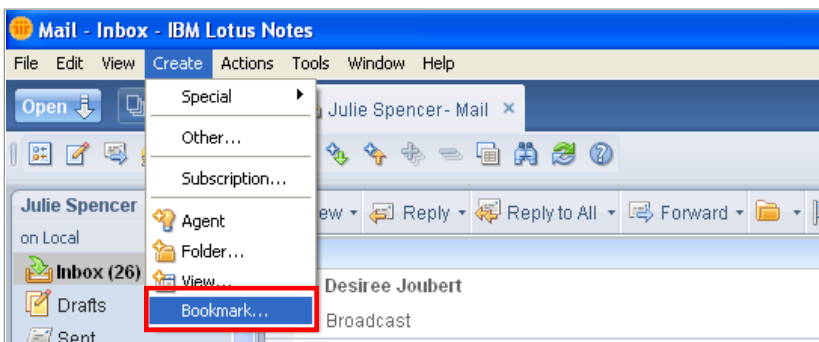 Mail - Inbox - IBM Lotus Notes
File Edit View Create Actions Tools Window Help
Open
Julie Spencer- Mail ×
Special
Other...
Subscription...
Agent
Folder...
View...
Bookmark...
Julie Spencer
on Local
Inbox (26)
Drafts
Sent
Reply Reply to All Forward
Desiree Joubert
Broadcast